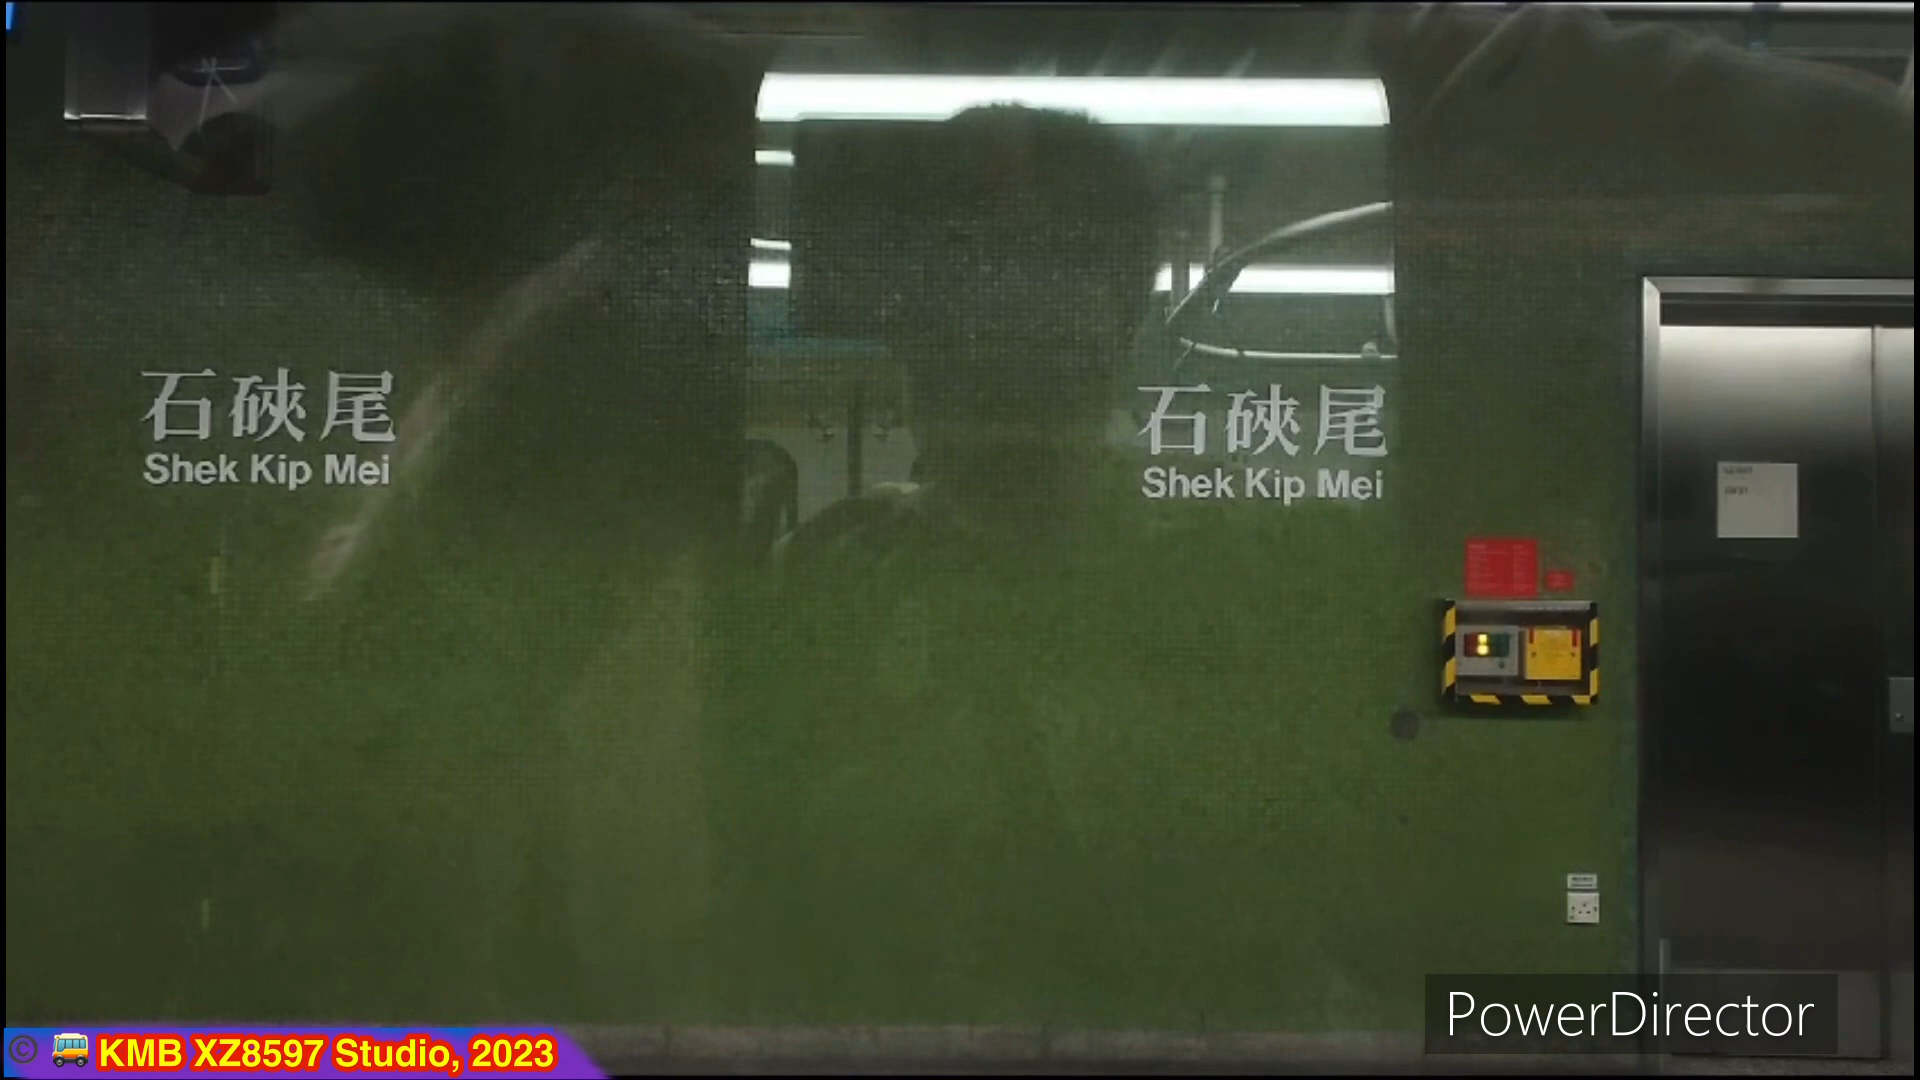 石硤尾
Shek Kip Mei
石硤尾
Shek Kip Mei
PowerDirector
© KMB XZ8597 Studio, 2023